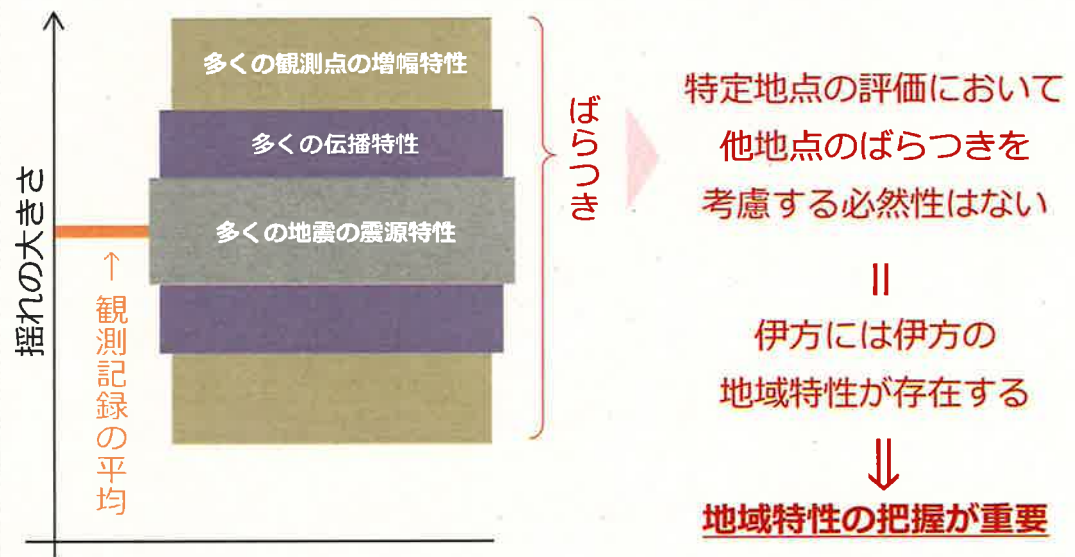 揺れの大きさ
↑観測記録の平均
多くの観測点の増幅特性
多くの伝播特性
多くの地震の震源特性
ばらつき
特定地点の評価において
他地点のばらつきを
考慮する必然性はない
=
伊方には伊方の
地域特性が存在する
⇓
地域特性の把握が重要